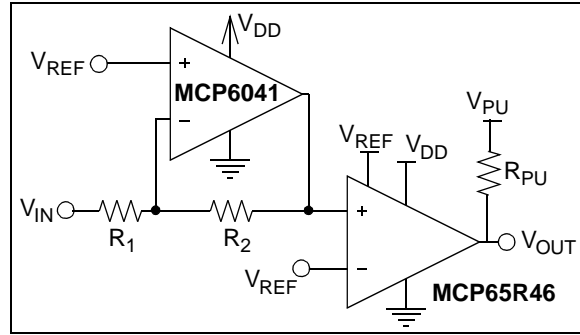 VDD
VREF
+
MCP6041
−
VPU
VREF
VDD
RPU
VIN
R1
R2
+
VOUT
VREF
−
MCP65R46